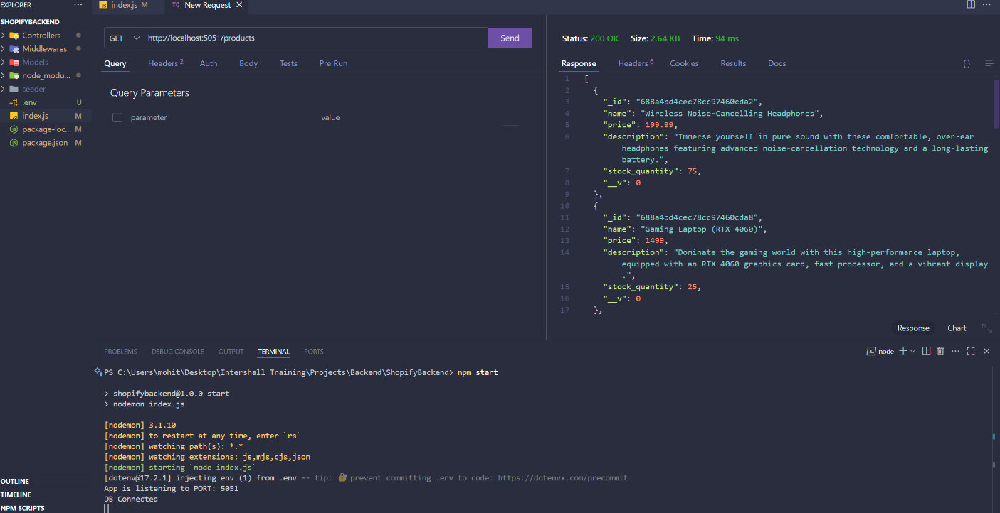 EXPLORER ···
index.js M
TC New Request ×
···
SHOPIFYBACKEND
Controllers
Middlewares
Models
node_modu...
seeder
.env U
index.js M
package-loc... M
package.json M
OUTLINE
TIMELINE
NPM SCRIPTS
GET http://localhost:5051/products Send
Query Headers 2 Auth Body Tests Pre Run
Query Parameters
parameter value
Status: 200 OK Size: 2.64 KB Time: 94 ms
Response Headers 6 Cookies Results Docs { }
1 [
2 {
3 "_id": "688a4bd4cec78cc97460cda2",
4 "name": "Wireless Noise-Cancelling Headphones",
5 "price": 199.99,
6 "description": "Immerse yourself in pure sound with these comfortable, over-ear
headphones featuring advanced noise-cancellation technology and a long-lasting
battery.",
7 "stock_quantity": 75,
8 "__v": 0
9 },
10 {
11 "_id": "688a4bd4cec78cc97460cda8",
12 "name": "Gaming Laptop (RTX 4060)",
13 "price": 1499,
14 "description": "Dominate the gaming world with this high-performance laptop,
equipped with an RTX 4060 graphics card, fast processor, and a vibrant display
.",
15 "stock_quantity": 25,
16 "__v": 0
17 },
Response Chart
PROBLEMS DEBUG CONSOLE OUTPUT TERMINAL PORTS
node
PS C:\Users\mohit\Desktop\Intershall Training\Projects\Backend\ShopifyBackend> npm start
> shopifybackend@1.0.0 start
> nodemon index.js
[nodemon] 3.1.10
[nodemon] to restart at any time, enter `rs`
[nodemon] watching path(s): *.*
[nodemon] watching extensions: js,mjs,cjs,json
[nodemon] starting `node index.js`
[dotenv@17.2.1] injecting env (1) from .env -- tip: 🔐 prevent committing .env to code: https://dotenvx.com/precommit
App is listening to PORT: 5051
DB Connected